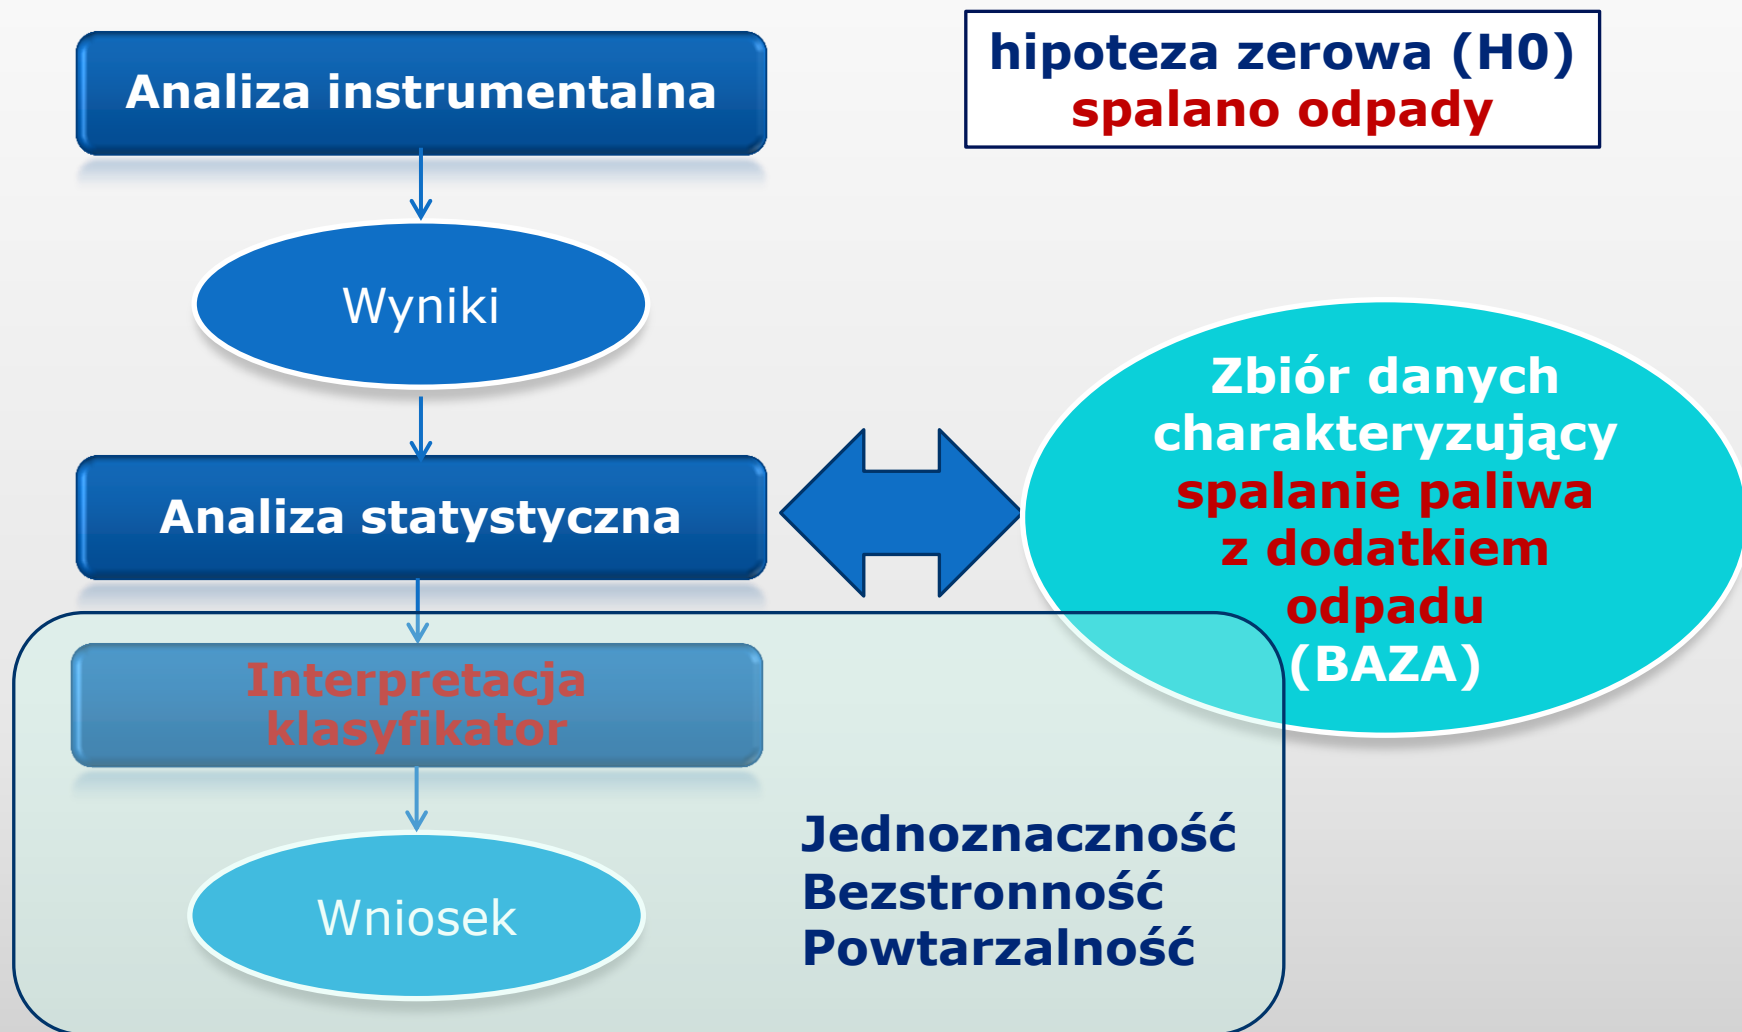 Analiza instrumentalna
hipoteza zerowa (H0)
spalano odpady
Wyniki
Analiza statystyczna
Zbiór danych
charakteryzujący
spalanie paliwa
z dodatkiem
odpadu
(BAZA)
Interpretacja
klasyfikator
Wniosek
Jednoznaczność
Bezstronność
Powtarzalność